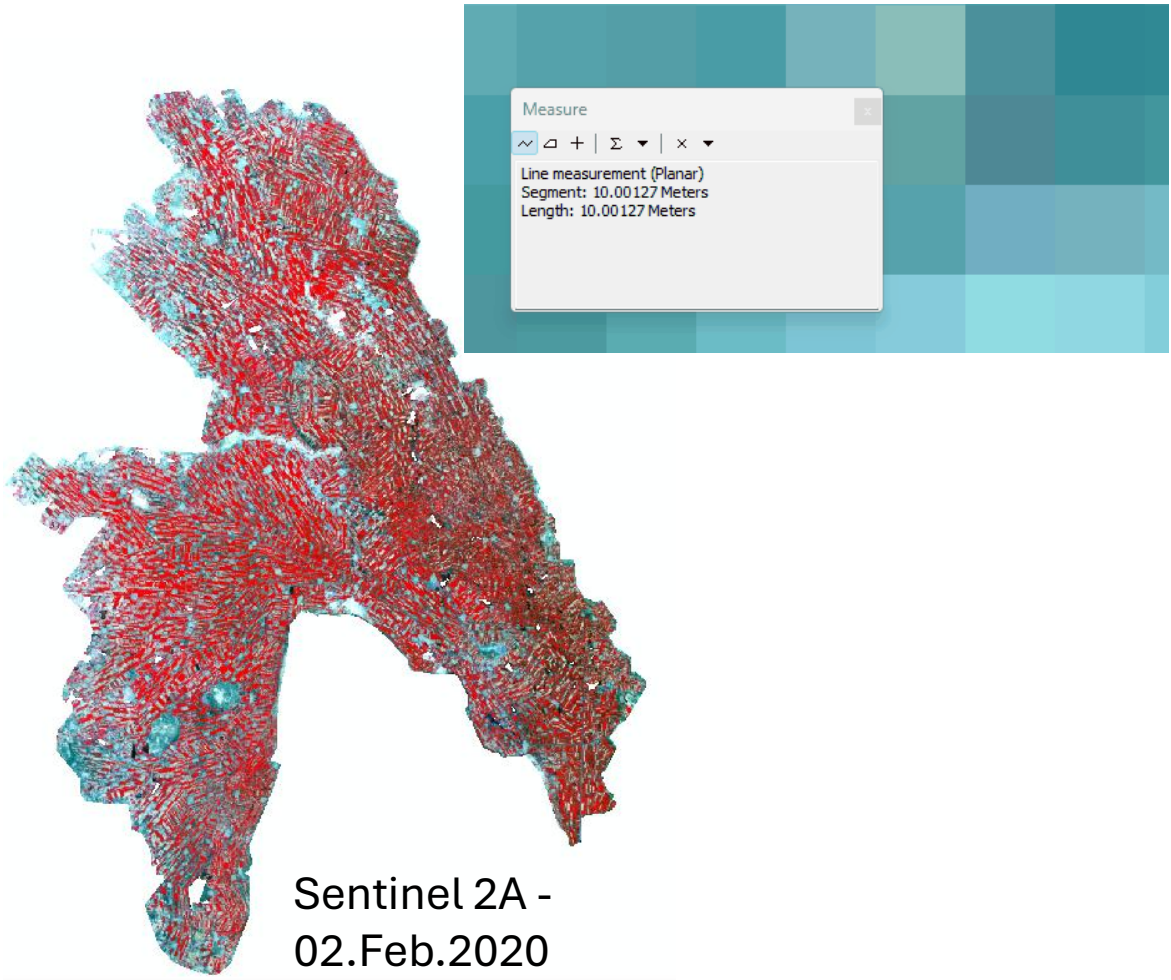 Measure
x
Σ
Line measurement (Planar)
Segment: 10.00127 Meters
Length: 10.00127 Meters
Sentinel 2A -
02.Feb.2020